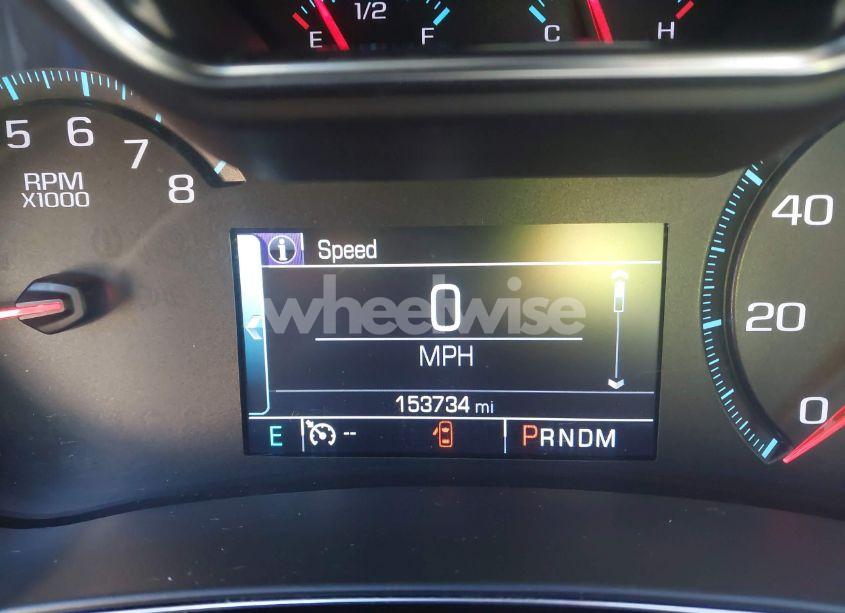 1/2
E F
C H
5 6 7 8
RPM
X1000
i Speed
0
MPH
wheelwise
153734 mi
E -- PRNDM
40
20
0